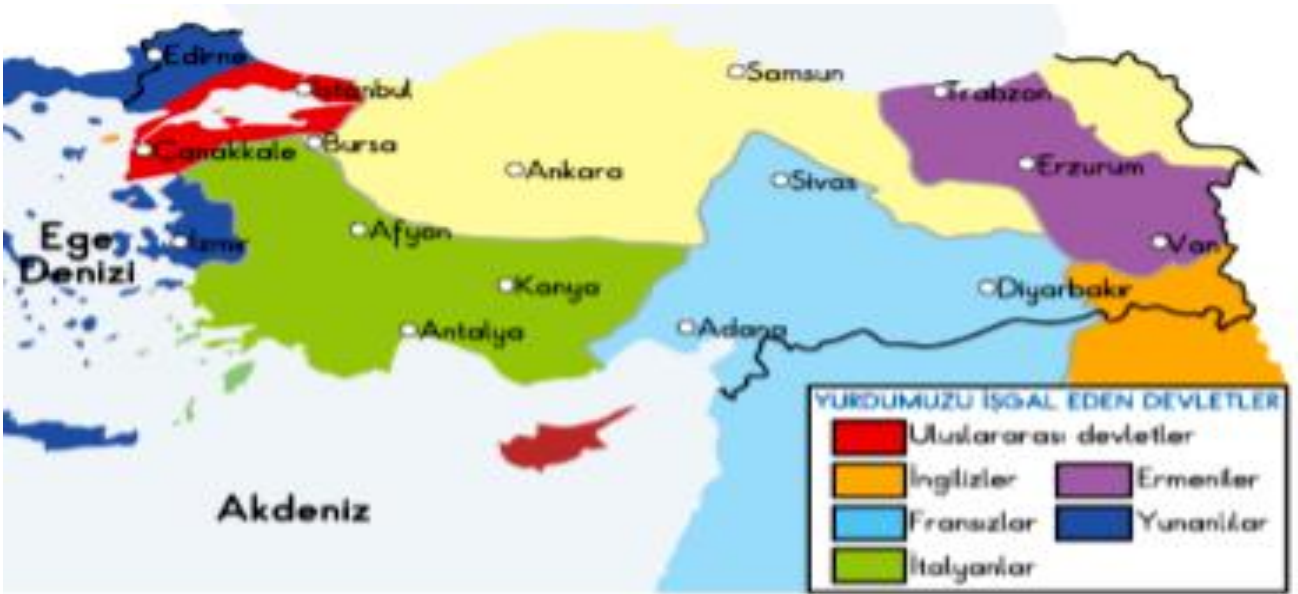 Edirne
Samsun
İstanbul
Trabzon
Çanakkale
Bursa
Ankara
Sivas
Erzurum
Ege
Denizi
İzmir
Afyon
Van
Konya
Diyarbakır
Antalya
Adana
YURDUMUZU İŞGAL EDEN DEVLETLER
Uluslararası devletler
İngilizler
Ermeniler
Fransızlar
Yunanlılar
İtalyanlar
Akdeniz